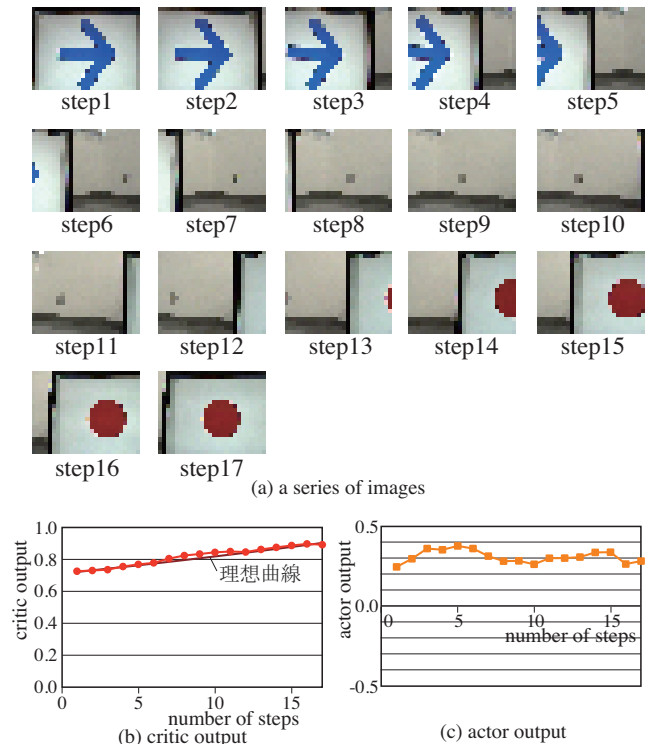 step1 step2 step3 step4 step5
step6 step7 step8 step9 step10
step11 step12 step13 step14 step15
step16 step17
(a) a series of images
critic output
1.0
0.8
0.6
0.4
0.2
0.0
理想曲線
0 5 10 15
number of steps
(b) critic output
actor output
0.5
0.0
-0.5
0 5 10 15
number of steps
(c) actor output